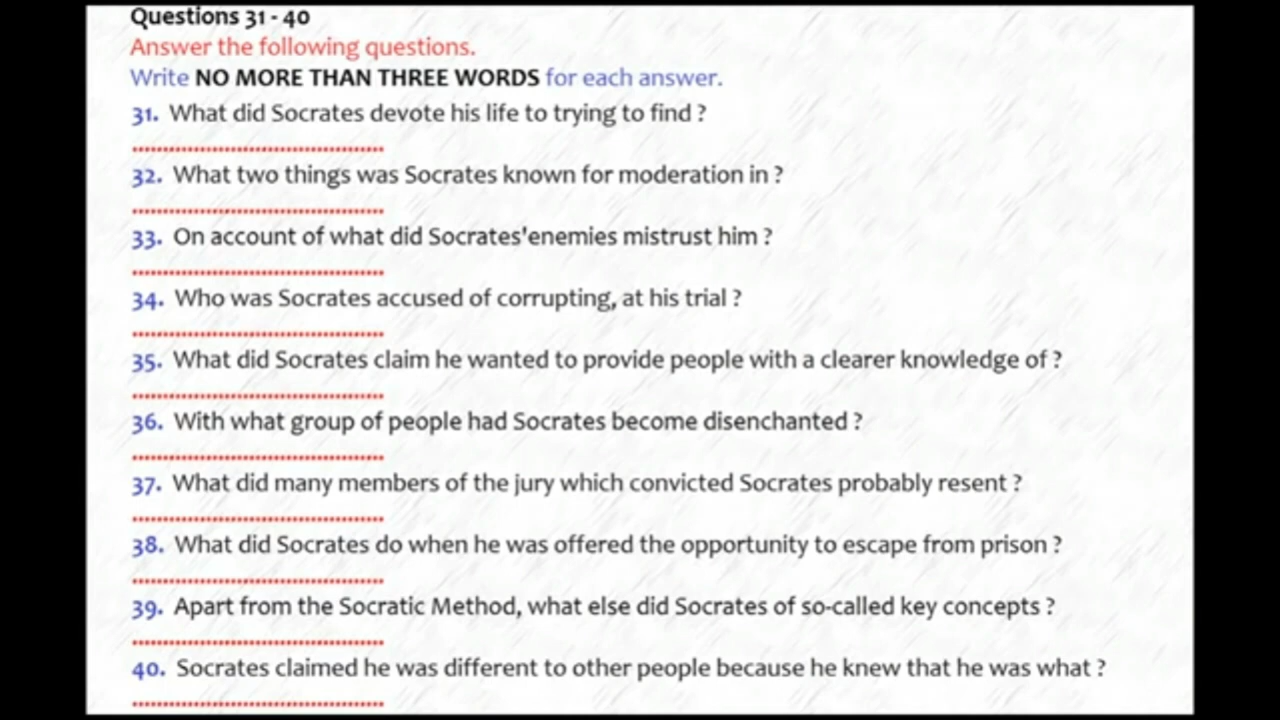 Questions 31 - 40
Answer the following questions.
Write NO MORE THAN THREE WORDS for each answer.
31. What did Socrates devote his life to trying to find ?
........................................
32. What two things was Socrates known for moderation in ?
........................................
33. On account of what did Socrates'enemies mistrust him ?
........................................
34. Who was Socrates accused of corrupting, at his trial ?
........................................
35. What did Socrates claim he wanted to provide people with a clearer knowledge of ?
........................................
36. With what group of people had Socrates become disenchanted ?
........................................
37. What did many members of the jury which convicted Socrates probably resent ?
........................................
38. What did Socrates do when he was offered the opportunity to escape from prison ?
........................................
39. Apart from the Socratic Method, what else did Socrates of so-called key concepts ?
........................................
40. Socrates claimed he was different to other people because he knew that he was what ?
........................................